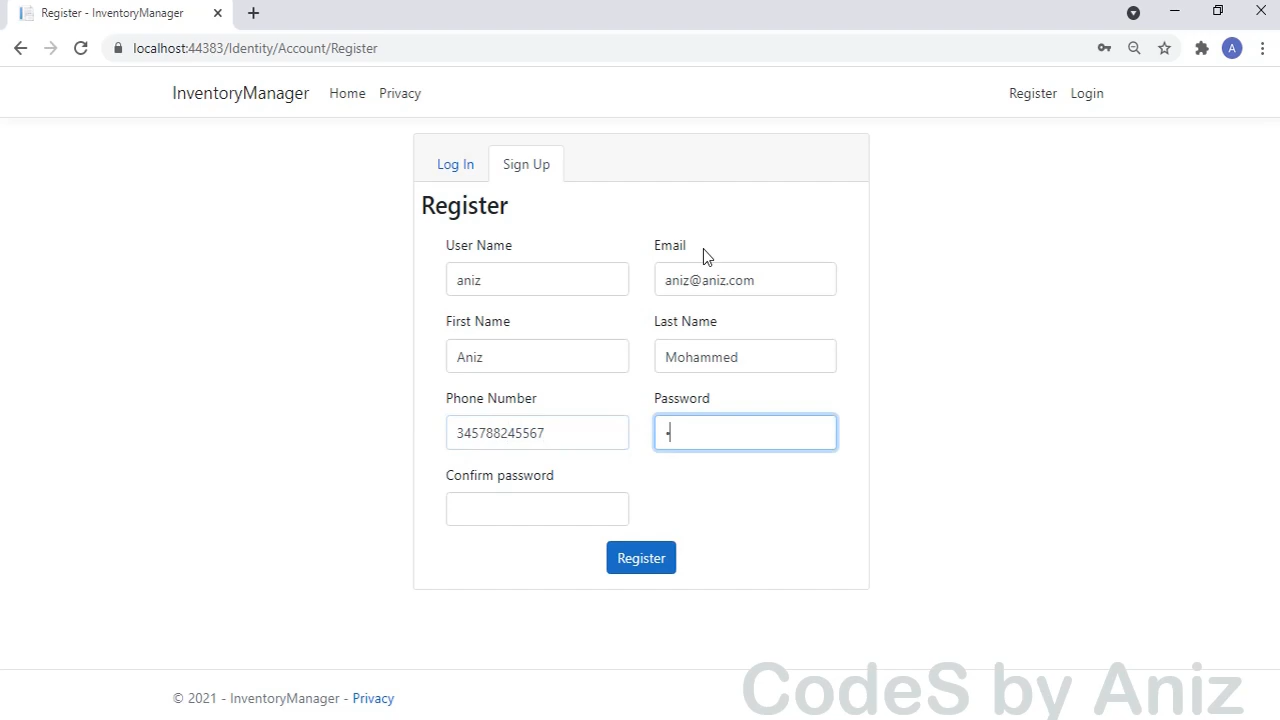 Register - InventoryManager
localhost:44383/Identity/Account/Register
A
InventoryManager Home Privacy Register Login
Log In Sign Up
Register
User Name Email
aniz aniz@aniz.com
First Name Last Name
Aniz Mohammed
Phone Number Password
345788245567 •
Confirm password
Register
© 2021 - InventoryManager - Privacy
CodeS by Aniz